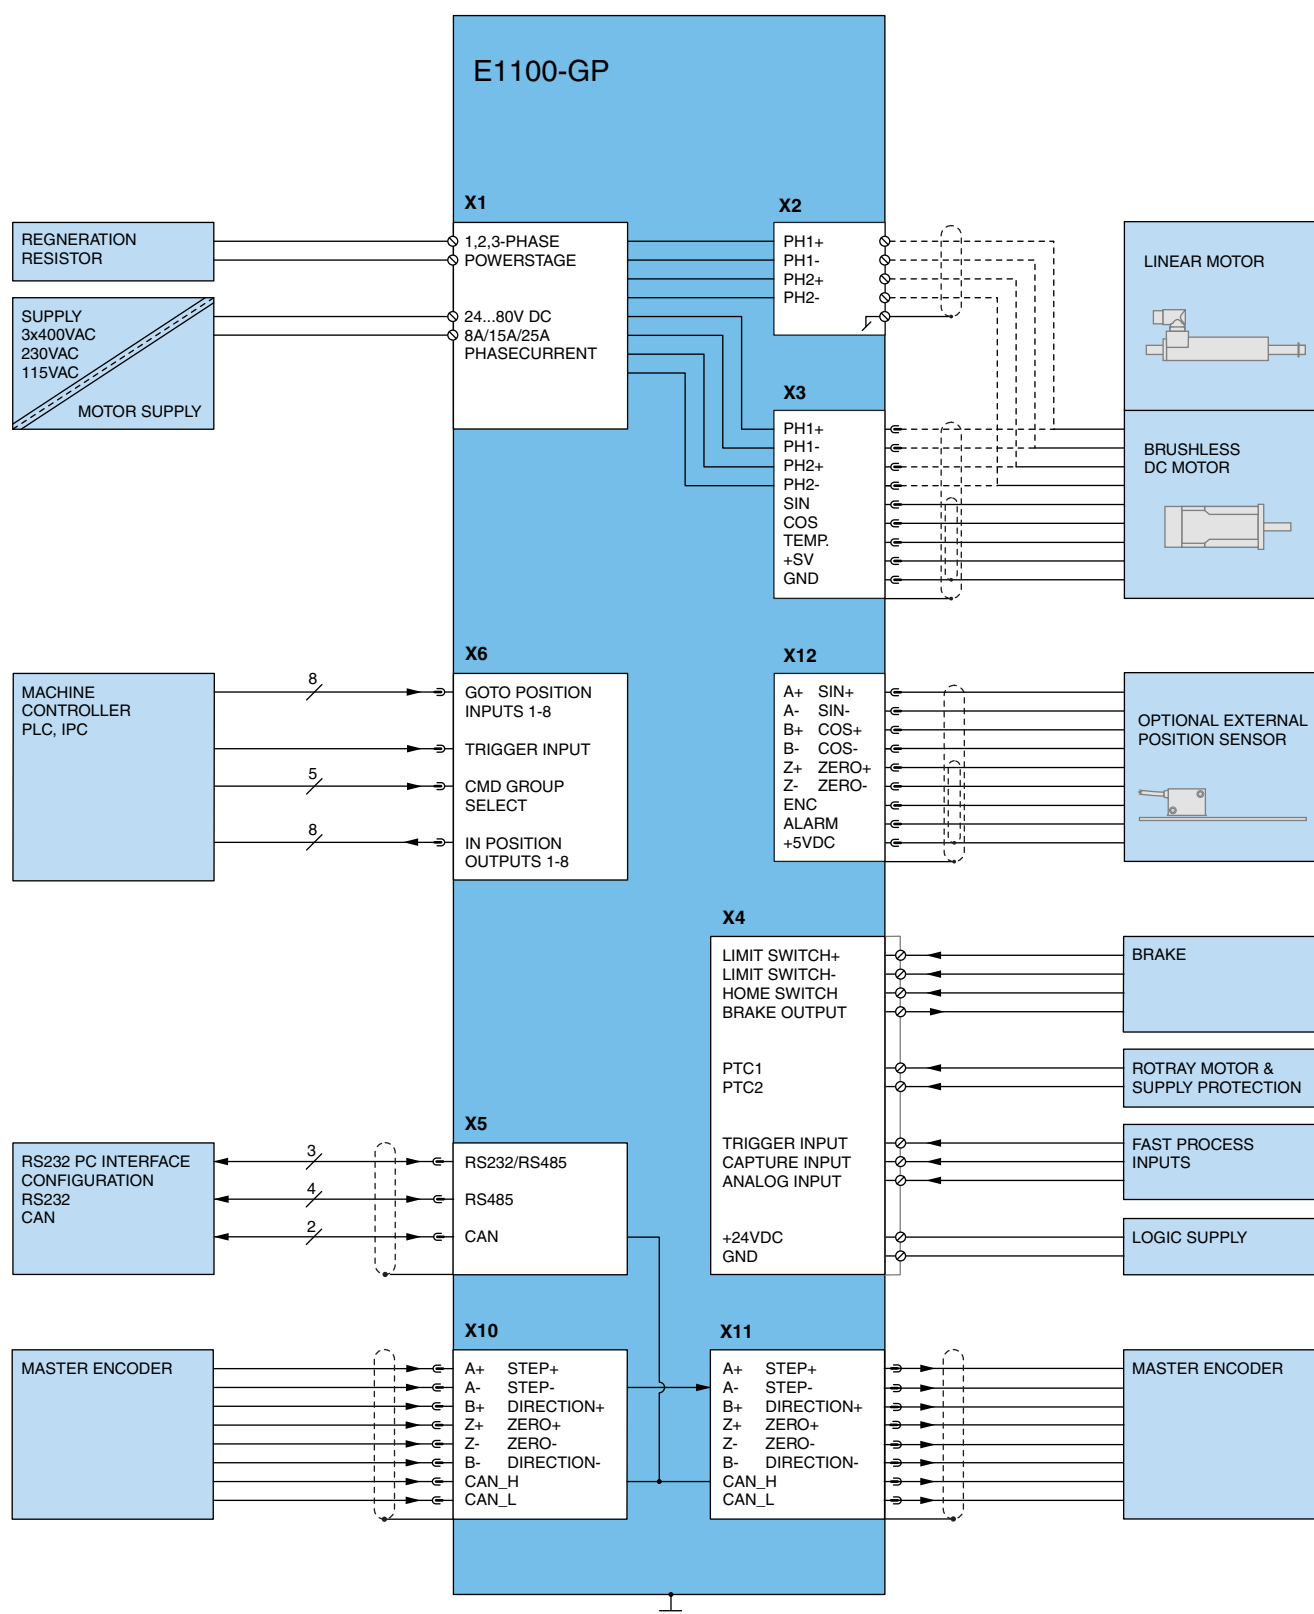 E1100-GP
X1
X2
REGNERATION
RESISTOR
1,2,3-PHASE
POWERSTAGE
PH1+
PH1-
PH2+
PH2-
LINEAR MOTOR
SUPPLY
3x400VAC
230VAC
115VAC
MOTOR SUPPLY
24...80V DC
8A/15A/25A
PHASECURRENT
X3
PH1+
PH1-
PH2+
PH2-
SIN
COS
TEMP.
+SV
GND
BRUSHLESS
DC MOTOR
X6
MACHINE
CONTROLLER
PLC, IPC
8
5
8
GOTO POSITION
INPUTS 1-8
TRIGGER INPUT
CMD GROUP
SELECT
IN POSITION
OUTPUTS 1-8
X12
A+ SIN+
A- SIN-
B+ COS+
B- COS-
Z+ ZERO+
Z- ZERO-
ENC
ALARM
+5VDC
OPTIONAL EXTERNAL
POSITION SENSOR
X4
LIMIT SWITCH+
LIMIT SWITCH-
HOME SWITCH
BRAKE OUTPUT
PTC1
PTC2
TRIGGER INPUT
CAPTURE INPUT
ANALOG INPUT
+24VDC
GND
BRAKE
ROTRAY MOTOR &
SUPPLY PROTECTION
FAST PROCESS
INPUTS
LOGIC SUPPLY
X5
RS232 PC INTERFACE
CONFIGURATION
RS232
CAN
3
4
2
RS232/RS485
RS485
CAN
X10
MASTER ENCODER
A+ STEP+
A- STEP-
B+ DIRECTION+
Z+ ZERO+
Z- ZERO-
B- DIRECTION-
CAN_H
CAN_L
X11
A+ STEP+
A- STEP-
B+ DIRECTION+
Z+ ZERO+
Z- ZERO-
B- DIRECTION-
CAN_H
CAN_L
MASTER ENCODER